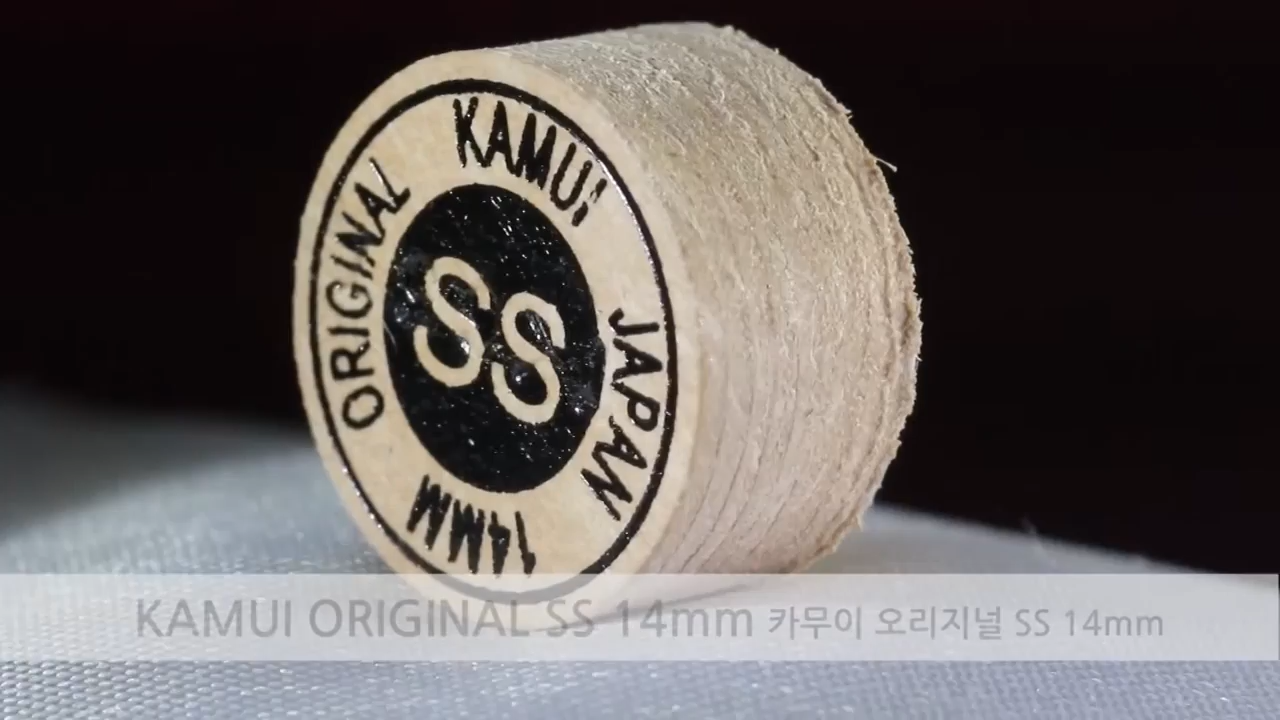 KAMUI
JAPAN
14MM
ORIGINAL
SS
KAMUI ORIGINAL SS 14mm 카무이 오리지널 SS 14mm